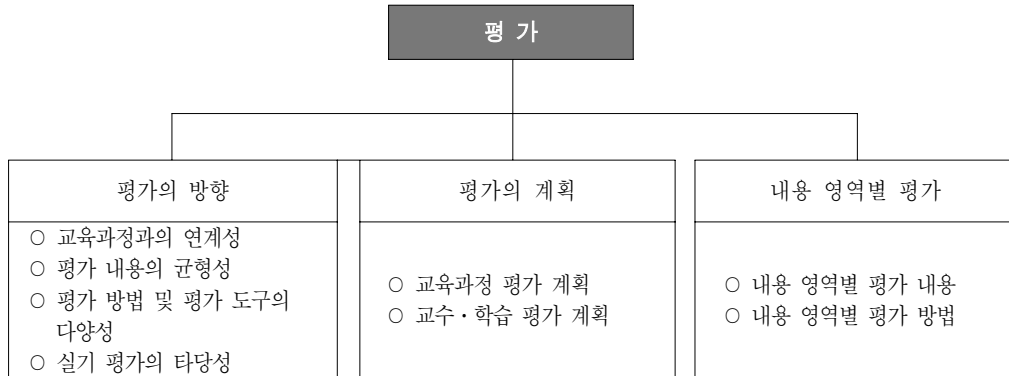 평 가
평가의 방향
○ 교육과정과의 연계성
○ 평가 내용의 균형성
○ 평가 방법 및 평가 도구의
다양성
○ 실기 평가의 타당성
평가의 계획
○ 교육과정 평가 계획
○ 교수・학습 평가 계획
내용 영역별 평가
○ 내용 영역별 평가 내용
○ 내용 영역별 평가 방법